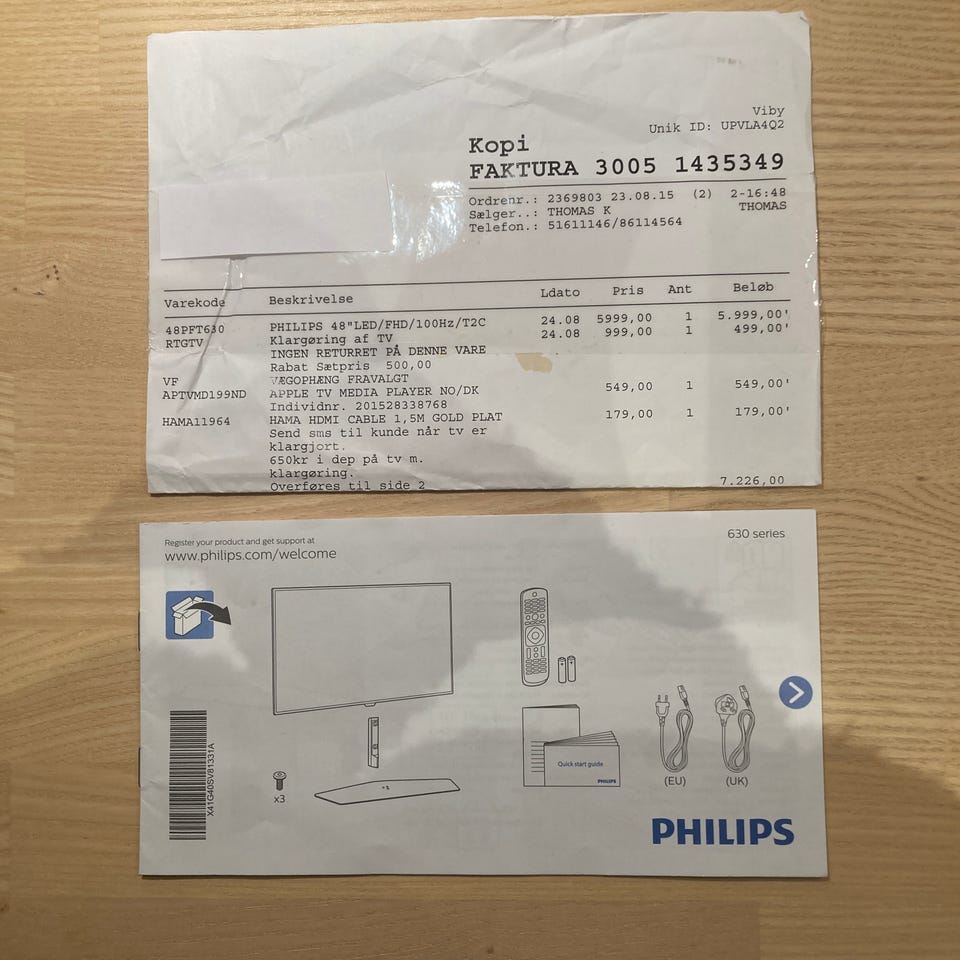 Viby
Unik ID: UPVLA4Q2
Kopi
FAKTURA 3005 1435349
Ordrenr.: 2369803 23.08.15 (2) 2-16:48
Sælger..: THOMAS K THOMAS
Telefon.: 51611146/86114564
Varekode Beskrivelse Ldato Pris Ant Beløb
48PFT630 PHILIPS 48"LED/FHD/100Hz/T2C 24.08 5999,00 1 5.999,00'
RTGTV Klargøring af TV 24.08 999,00 1 499,00'
INGEN RETURRET PÅ DENNE VARE
Rabat Sætpris 500,00
VF VÆGOPHÆNG FRAVALGT
APTVMD199ND APPLE TV MEDIA PLAYER NO/DK 549,00 1 549,00'
Individnr. 201528338768
HAMA11964 HAMA HDMI CABLE 1,5M GOLD PLAT 179,00 1 179,00'
Send sms til kunde når tv er
klargjort.
650kr i dep på tv m.
klargøring.
Overføres til side 2 7.226,00
Register your product and get support at
www.philips.com/welcome
630 series
X41G40SV81331A
x3
Quick start guide
PHILIPS
(EU)
(UK)
PHILIPS